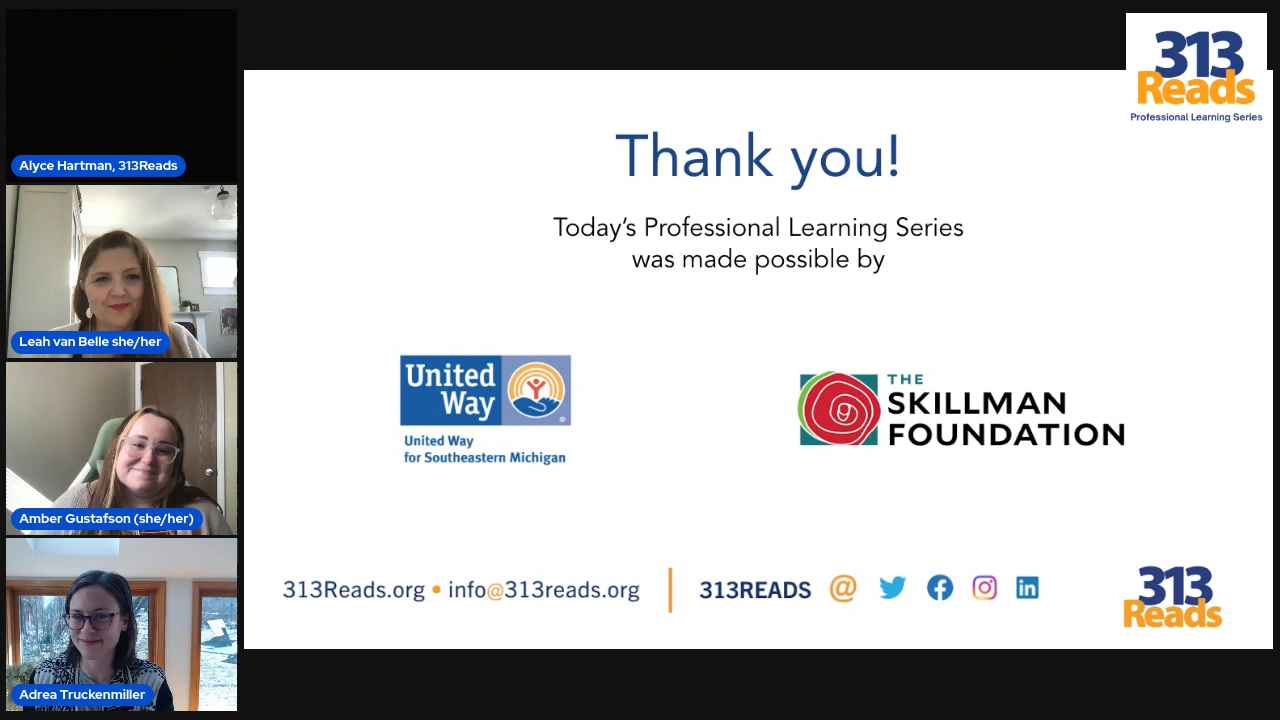 Alyce Hartman, 313Reads
Leah van Belle she/her
Amber Gustafson (she/her)
Adrea Truckenmiller
313
Reads
Professional Learning Series
Thank you!
Today's Professional Learning Series
was made possible by
United
Way
®
United Way
for Southeastern Michigan
THE
SKILLMAN
FOUNDATION
313Reads.org • info@313reads.org
313READS @
313
Reads